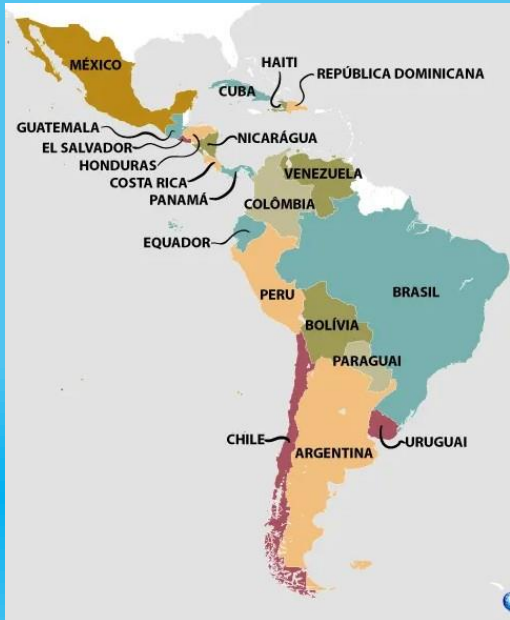 MÉXICO
HAITI
REPÚBLICA DOMINICANA
CUBA
GUATEMALA
EL SALVADOR
HONDURAS
COSTA RICA
PANAMÁ
NICARÁGUA
VENEZUELA
COLÔMBIA
EQUADOR
PERU
BRASIL
BOLÍVIA
PARAGUAI
CHILE
ARGENTINA
URUGUAI